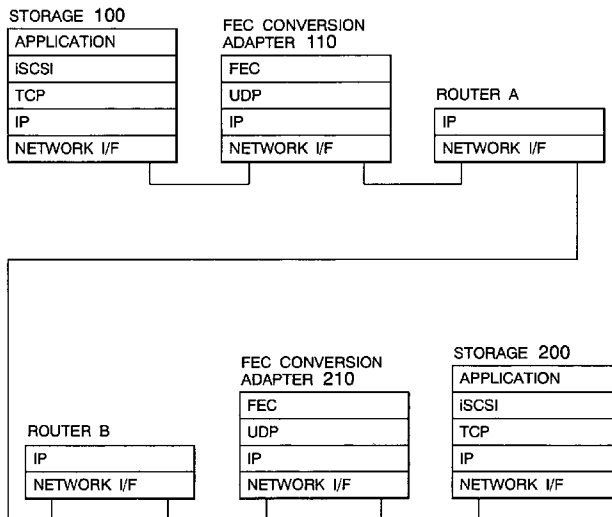 STORAGE 100
APPLICATION
iSCSI
TCP
IP
NETWORK I/F
FEC CONVERSION
ADAPTER 110
FEC
UDP
IP
NETWORK I/F
ROUTER A
IP
NETWORK I/F
ROUTER B
IP
NETWORK I/F
FEC CONVERSION
ADAPTER 210
FEC
UDP
IP
NETWORK I/F
STORAGE 200
APPLICATION
iSCSI
TCP
IP
NETWORK I/F